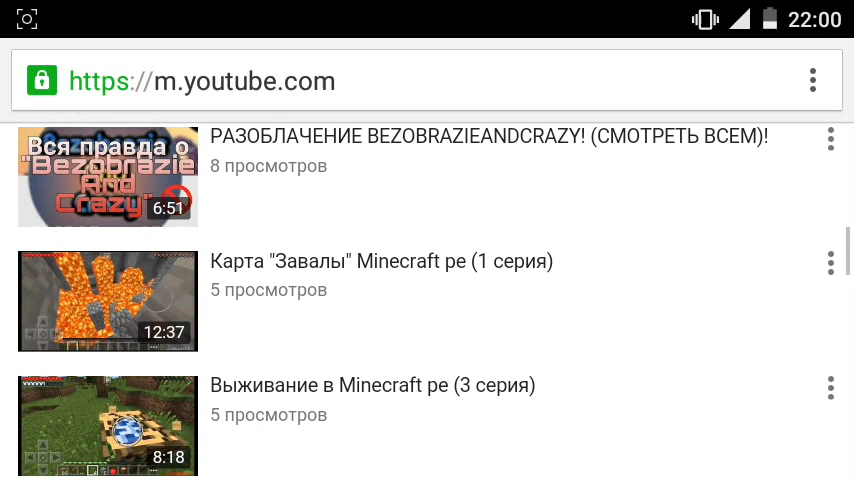 22:00
https://m.youtube.com
Вся правда о
"Bezobrazie
And
Crazy"
6:51
РАЗОБЛАЧЕНИЕ BEZOBRAZIEANDCRAZY! (СМОТРЕТЬ ВСЕМ)!
8 просмотров
12:37
Карта "Завалы" Minecraft pe (1 серия)
5 просмотров
8:18
Выживание в Minecraft pe (3 серия)
5 просмотров